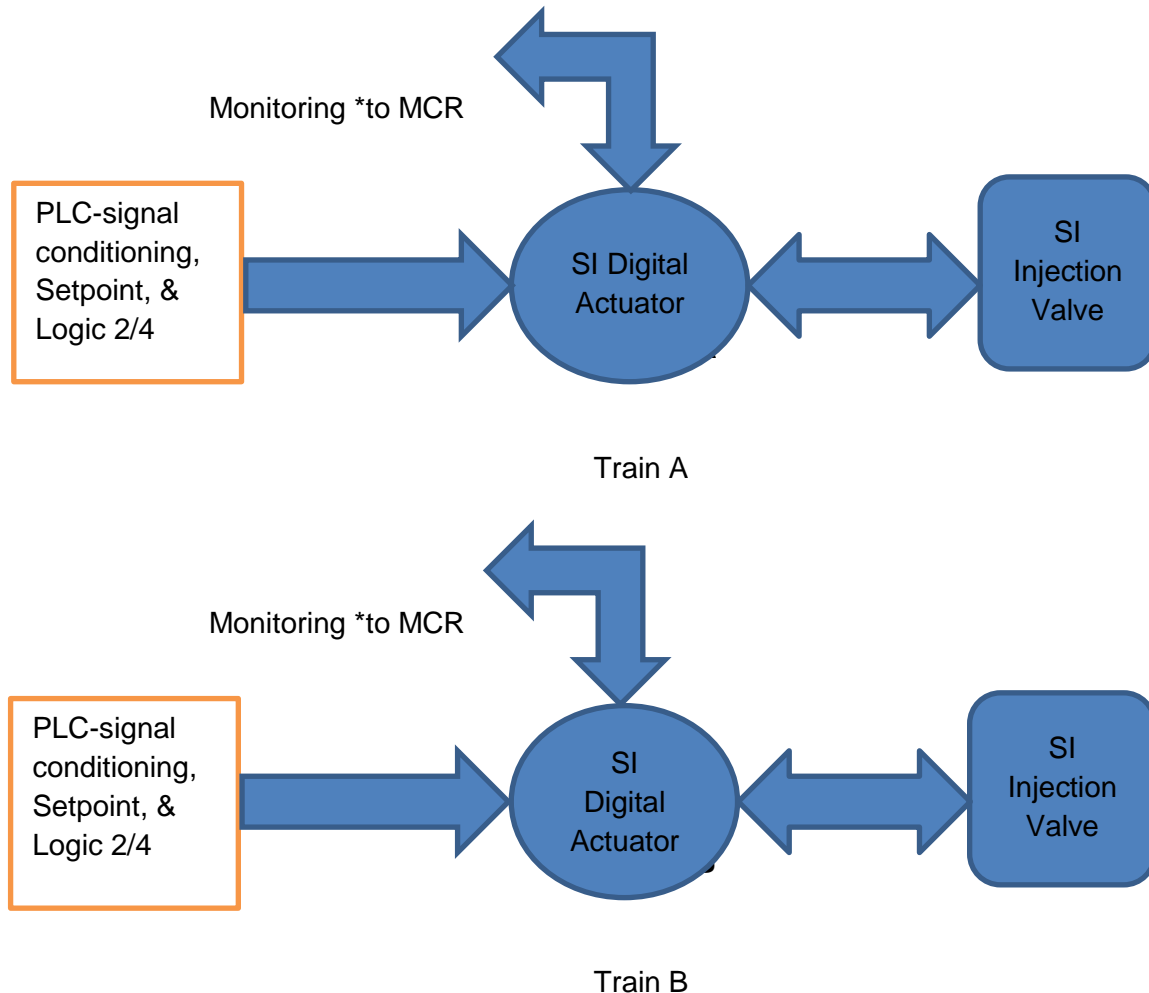 Monitoring *to MCR
PLC-signal
conditioning,
Setpoint, &
Logic 2/4
SI Digital
Actuator
SI
Injection
Valve
Train A
Monitoring *to MCR
PLC-signal
conditioning,
Setpoint, &
Logic 2/4
SI
Digital
Actuator
SI
Injection
Valve
Train B